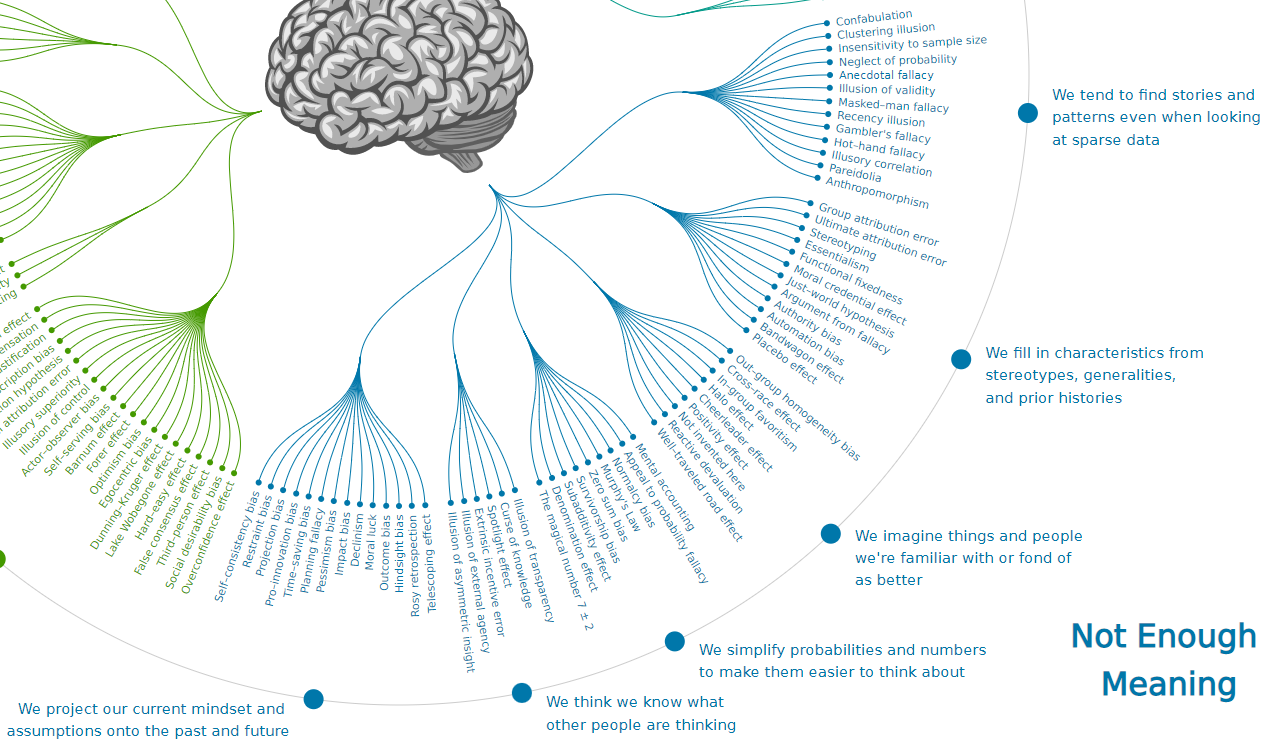 Confabulation
Clustering illusion
Insensitivity to sample size
Neglect of probability
Anecdotal fallacy
Illusion of validity
Masked–man fallacy
Recency illusion
Gambler's fallacy
Hot–hand fallacy
Illusory correlation
Pareidolia
Anthropomorphism
We tend to find stories and
patterns even when looking
at sparse data
Group attribution error
Ultimate attribution error
Stereotyping
Essentialism
Functional fixedness
Moral credential effect
Just–world hypothesis
Argument from fallacy
Authority bias
Automation bias
Bandwagon effect
Placebo effect
We fill in characteristics from
stereotypes, generalities,
and prior histories
Out–group homogeneity bias
Cross–race effect
In–group favoritism
Halo effect
Cheerleader effect
Positivity effect
Not invented here
Reactive devaluation
Well–traveled road effect
We imagine things and people
we're familiar with or fond of
as better
Mental accounting
Appeal to probability fallacy
Normalcy bias
Murphy's Law
Zero sum bias
Survivorship bias
Subadditivity effect
Denomination effect
The magical number 7 ± 2
We simplify probabilities and numbers
to make them easier to think about
Illusion of transparency
Curse of knowledge
Spotlight effect
Extrinsic incentive error
Illusion of external agency
Illusion of asymmetric insight
We think we know what
other people are thinking
Telescoping effect
Rosy retrospection
Hindsight bias
Outcome bias
Moral luck
Declinism
Impact bias
Pessimism bias
Planning fallacy
Time–saving bias
Pro–innovation bias
Projection bias
Restraint bias
Self–consistency bias
We project our current mindset and
assumptions onto the past and future
Not Enough
Meaning
Overconfidence effect
Social desirability bias
Third–person effect
False consensus effect
Hard–easy effect
Lake Wobegone effect
Dunning–Kruger effect
Egocentric bias
Optimism bias
Forer effect
Barnum effect
Self–serving bias
Actor–observer bias
Illusion of control
Illusory superiority
attribution error
hypothesis
bias
effect